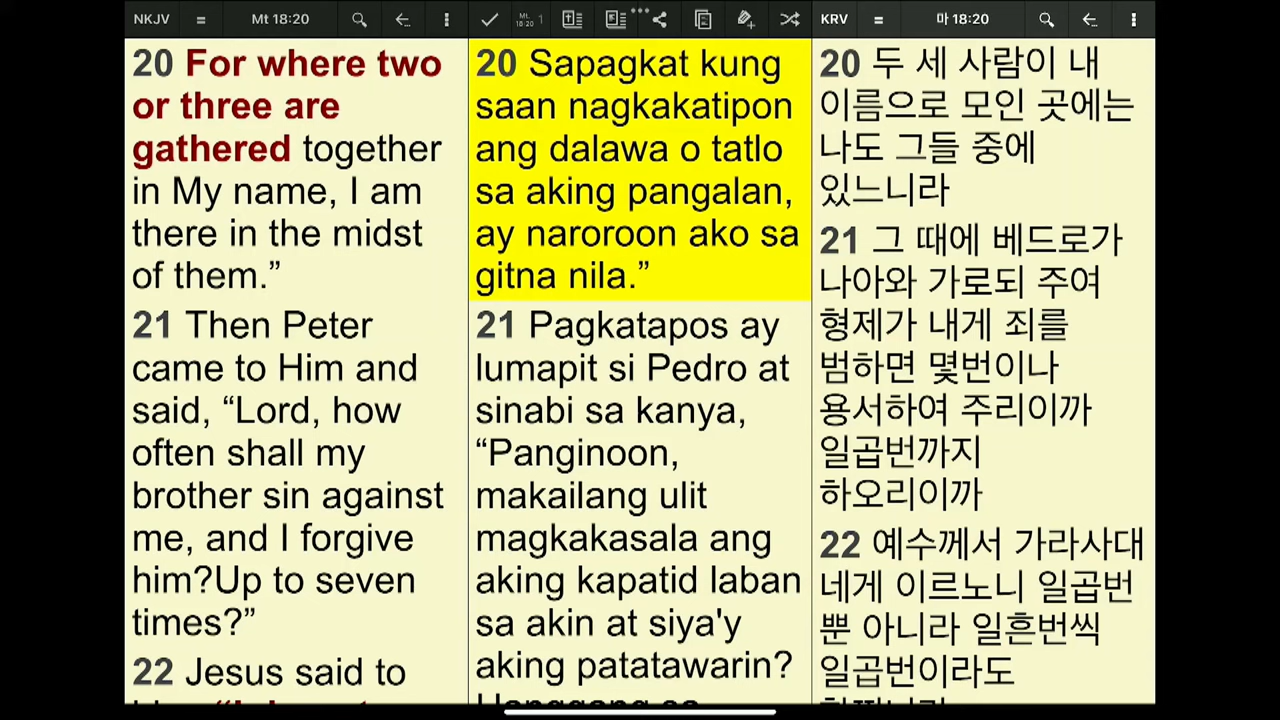 NKJV = Mt 18:20
Mt. 18:20 1
KRV = 마 18:20
20 For where two
or three are
gathered together
in My name, I am
there in the midst
of them.”
21 Then Peter
came to Him and
said, “Lord, how
often shall my
brother sin against
me, and I forgive
him?Up to seven
times?”
22 Jesus said to
20 Sapagkat kung
saan nagkakatipon
ang dalawa o tatlo
sa aking pangalan,
ay naroroon ako sa
gitna nila.”
21 Pagkatapos ay
lumapit si Pedro at
sinabi sa kanya,
“Panginoon,
makailang ulit
magkakasala ang
aking kapatid laban
sa akin at siya'y
aking patatawarin?
20 두 세 사람이 내
이름으로 모인 곳에는
나도 그들 중에
있느니라
21 그 때에 베드로가
나아와 가로되 주여
형제가 내게 죄를
범하면 몇번이나
용서하여 주리이까
일곱번까지
하오리이까
22 예수께서 가라사대
네게 이르노니 일곱번
뿐 아니라 일흔번씩
일곱번이라도